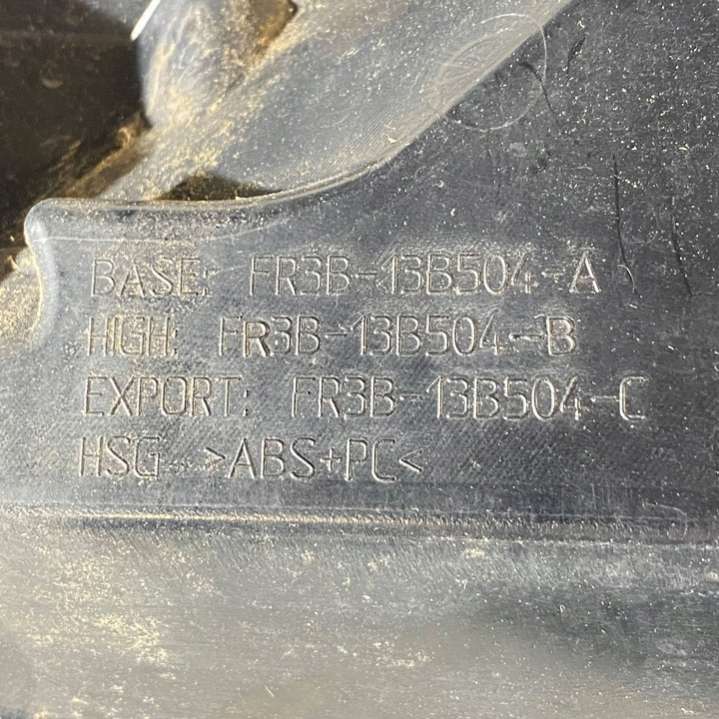 BASE: FR3B-13B504-A
HIGH: FR3B-13B504-B
EXPORT: FR3B-13B504-C
HSG >ABS+PC<